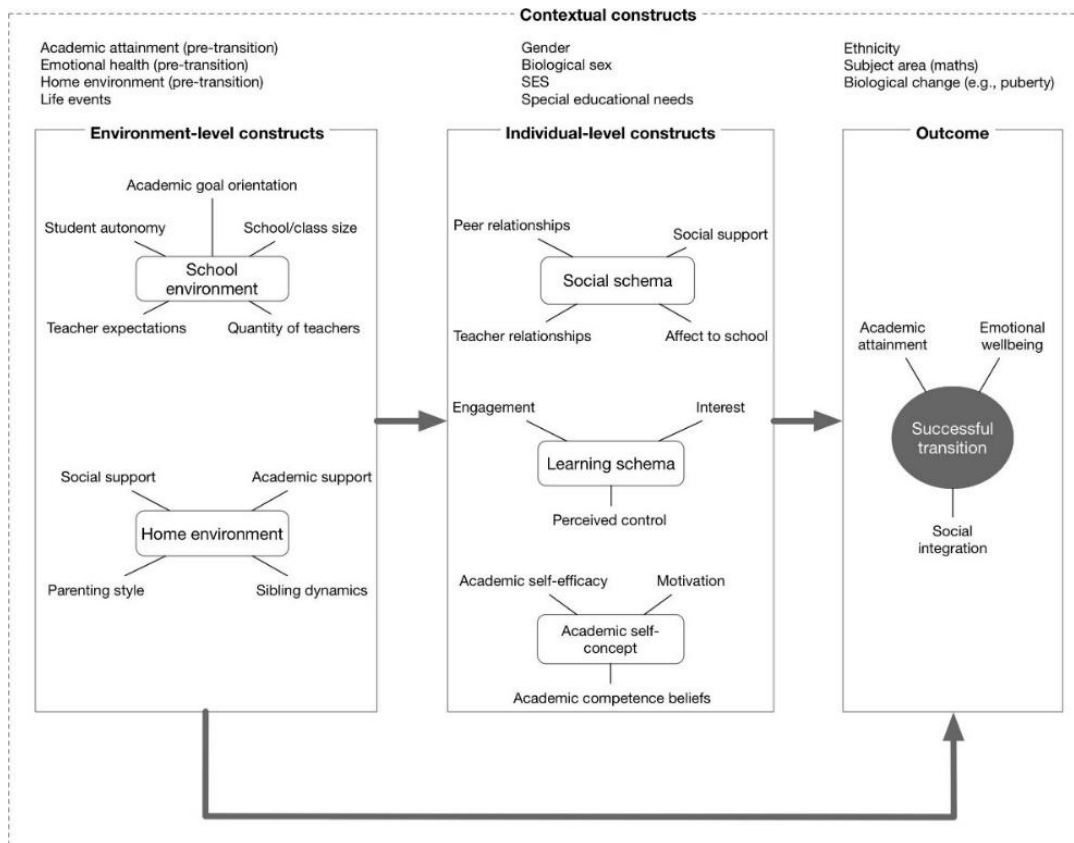 Contextual constructs
Academic attainment (pre-transition)
Emotional health (pre-transition)
Home environment (pre-transition)
Life events
Gender
Biological sex
SES
Special educational needs
Ethnicity
Subject area (maths)
Biological change (e.g., puberty)
Environment-level constructs
Academic goal orientation
Student autonomy
School/class size
School
environment
Teacher expectations
Quantity of teachers
Social support
Academic support
Home environment
Parenting style
Sibling dynamics
Individual-level constructs
Peer relationships
Social support
Social schema
Teacher relationships
Affect to school
Engagement
Interest
Learning schema
Perceived control
Academic self-efficacy
Motivation
Academic self-
concept
Academic competence beliefs
Outcome
Academic
attainment
Emotional
wellbeing
Successful
transition
Social
integration